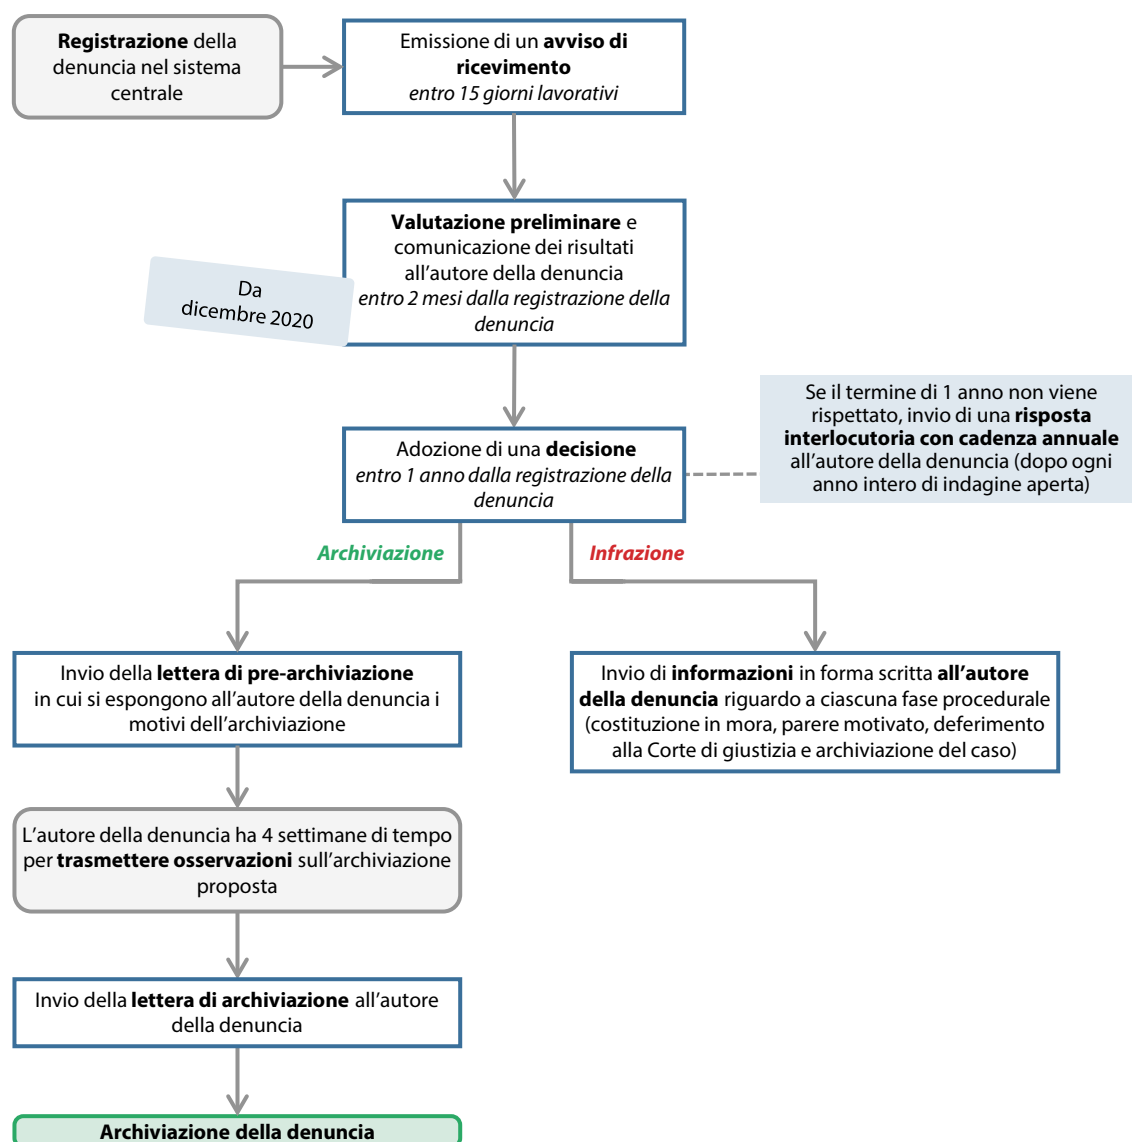 Registrazione della
denuncia nel sistema
centrale
Emissione di un avviso di
ricevimento
entro 15 giorni lavorativi
Valutazione preliminare e
comunicazione dei risultati
all’autore della denuncia
entro 2 mesi dalla registrazione della
denuncia
Da
dicembre 2020
Adozione di una decisione
entro 1 anno dalla registrazione della
denuncia
Se il termine di 1 anno non viene
rispettato, invio di una risposta
interlocutoria con cadenza annuale
all’autore della denuncia (dopo ogni
anno intero di indagine aperta)
Archiviazione
Infrazione
Invio della lettera di pre-archiviazione
in cui si espongono all’autore della denuncia i
motivi dell’archiviazione
Invio di informazioni in forma scritta all’autore
della denuncia riguardo a ciascuna fase procedurale
(costituzione in mora, parere motivato, deferimento
alla Corte di giustizia e archiviazione del caso)
L’autore della denuncia ha 4 settimane di tempo
per trasmettere osservazioni sull’archiviazione
proposta
Invio della lettera di archiviazione all’autore
della denuncia
Archiviazione della denuncia